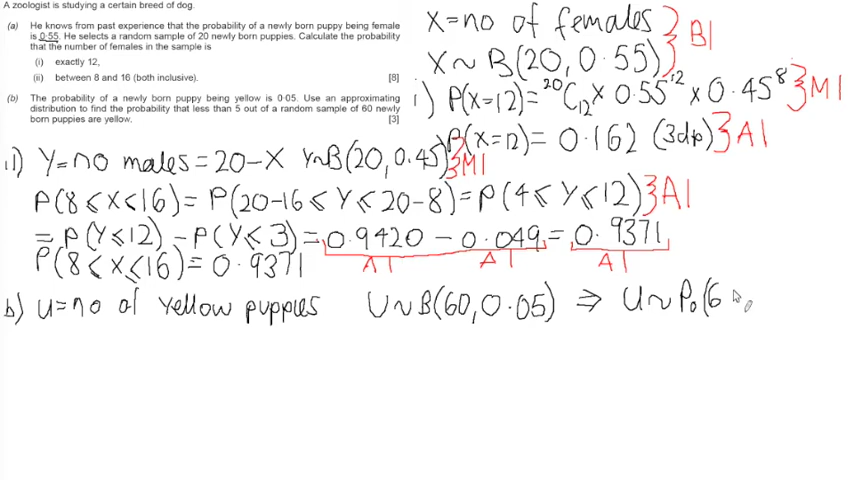 A zoologist is studying a certain breed of dog.
(a) He knows from past experience that the probability of a newly born puppy being female
is 0·55. He selects a random sample of 20 newly born puppies. Calculate the probability
that the number of females in the sample is
(i) exactly 12,
(ii) between 8 and 16 (both inclusive). [8]
(b) The probability of a newly born puppy being yellow is 0·05. Use an approximating
distribution to find the probability that less than 5 out of a random sample of 60 newly
born puppies are yellow. [3]
X = no of females
X ~ B(20, 0.55) } B1
i) P(X=12) = ²⁰C₁₂ × 0.55¹² × 0.45⁸ } M1
P(X=12) = 0.162 (3dp) } A1
ii) Y = no males = 20 - X Y~B(20, 0.45) } M1
P(8 ≤ X ≤ 16) = P(20-16 ≤ Y ≤ 20-8) = P(4 ≤ Y ≤ 12) } A1
= P(Y ≤ 12) - P(Y ≤ 3) = 0.9420 - 0.049 = 0.9371
A1 A1 A1
P(8 ≤ X ≤ 16) = 0.9371
b) U = no of yellow puppies U~B(60, 0.05) ⇒ U~Po(6